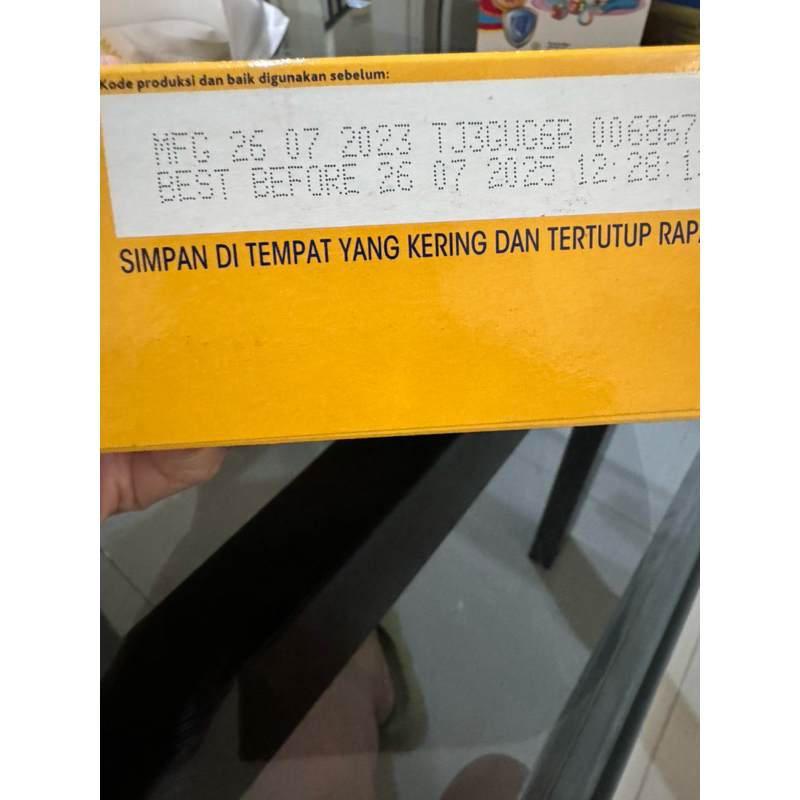 Kode produksi dan baik digunakan sebelum:
MFG 26 07 2023 TJ3GUC6B 006867
BEST BEFORE 26 07 2025 12:28:1
SIMPAN DI TEMPAT YANG KERING DAN TERTUTUP